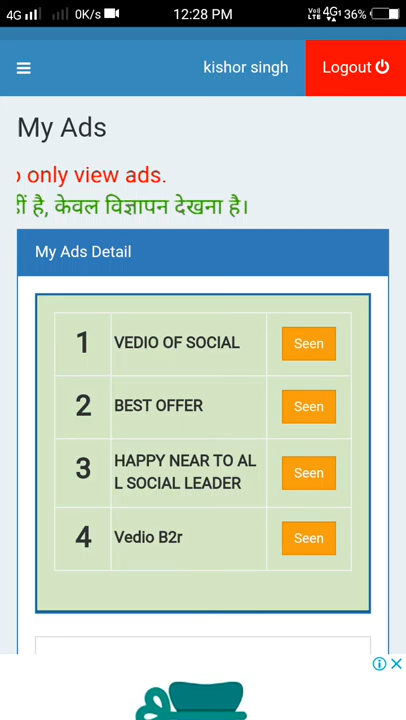 4G 0K/s 12:28 PM VoLTE 4G1 36%
kishor singh Logout
My Ads
only view ads.
है, केवल विज्ञापन देखना है।
My Ads Detail
1 VEDIO OF SOCIAL Seen
2 BEST OFFER Seen
3 HAPPY NEAR TO AL
L SOCIAL LEADER Seen
4 Vedio B2r Seen